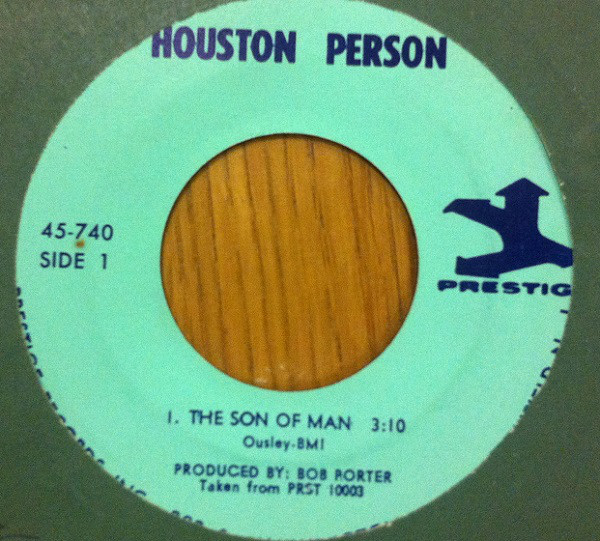 HOUSTON PERSON
45-740
SIDE 1
PRESTIG
1. THE SON OF MAN 3:10
Ousley-BMI
PRODUCED BY: BOB PORTER
Taken from PRST 10003